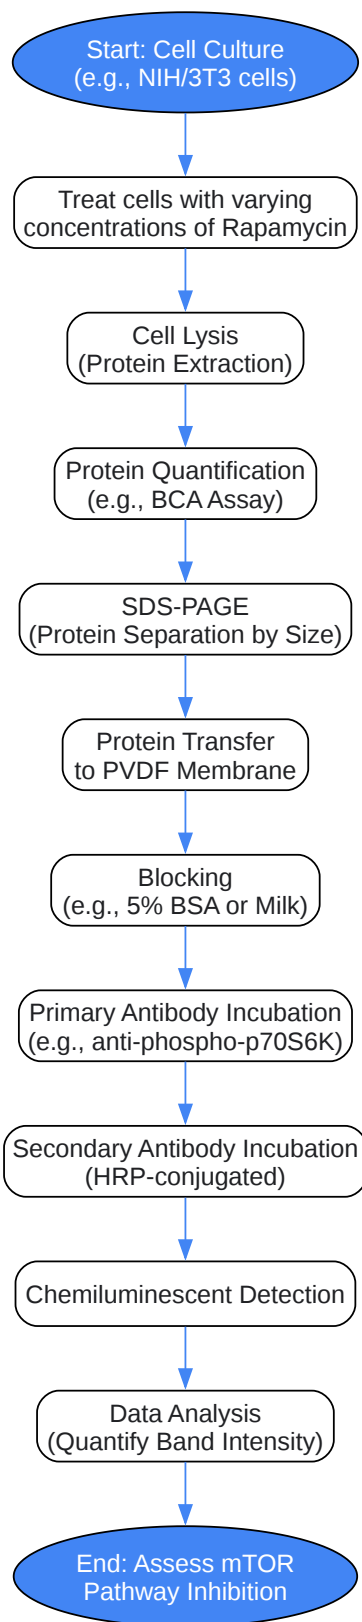 Start: Cell Culture
(e.g., NIH/3T3 cells)
Treat cells with varying
concentrations of Rapamycin
Cell Lysis
(Protein Extraction)
Protein Quantification
(e.g., BCA Assay)
SDS-PAGE
(Protein Separation by Size)
Protein Transfer
to PVDF Membrane
Blocking
(e.g., 5% BSA or Milk)
Primary Antibody Incubation
(e.g., anti-phospho-p70S6K)
Secondary Antibody Incubation
(HRP-conjugated)
Chemiluminescent Detection
Data Analysis
(Quantify Band Intensity)
End: Assess mTOR
Pathway Inhibition